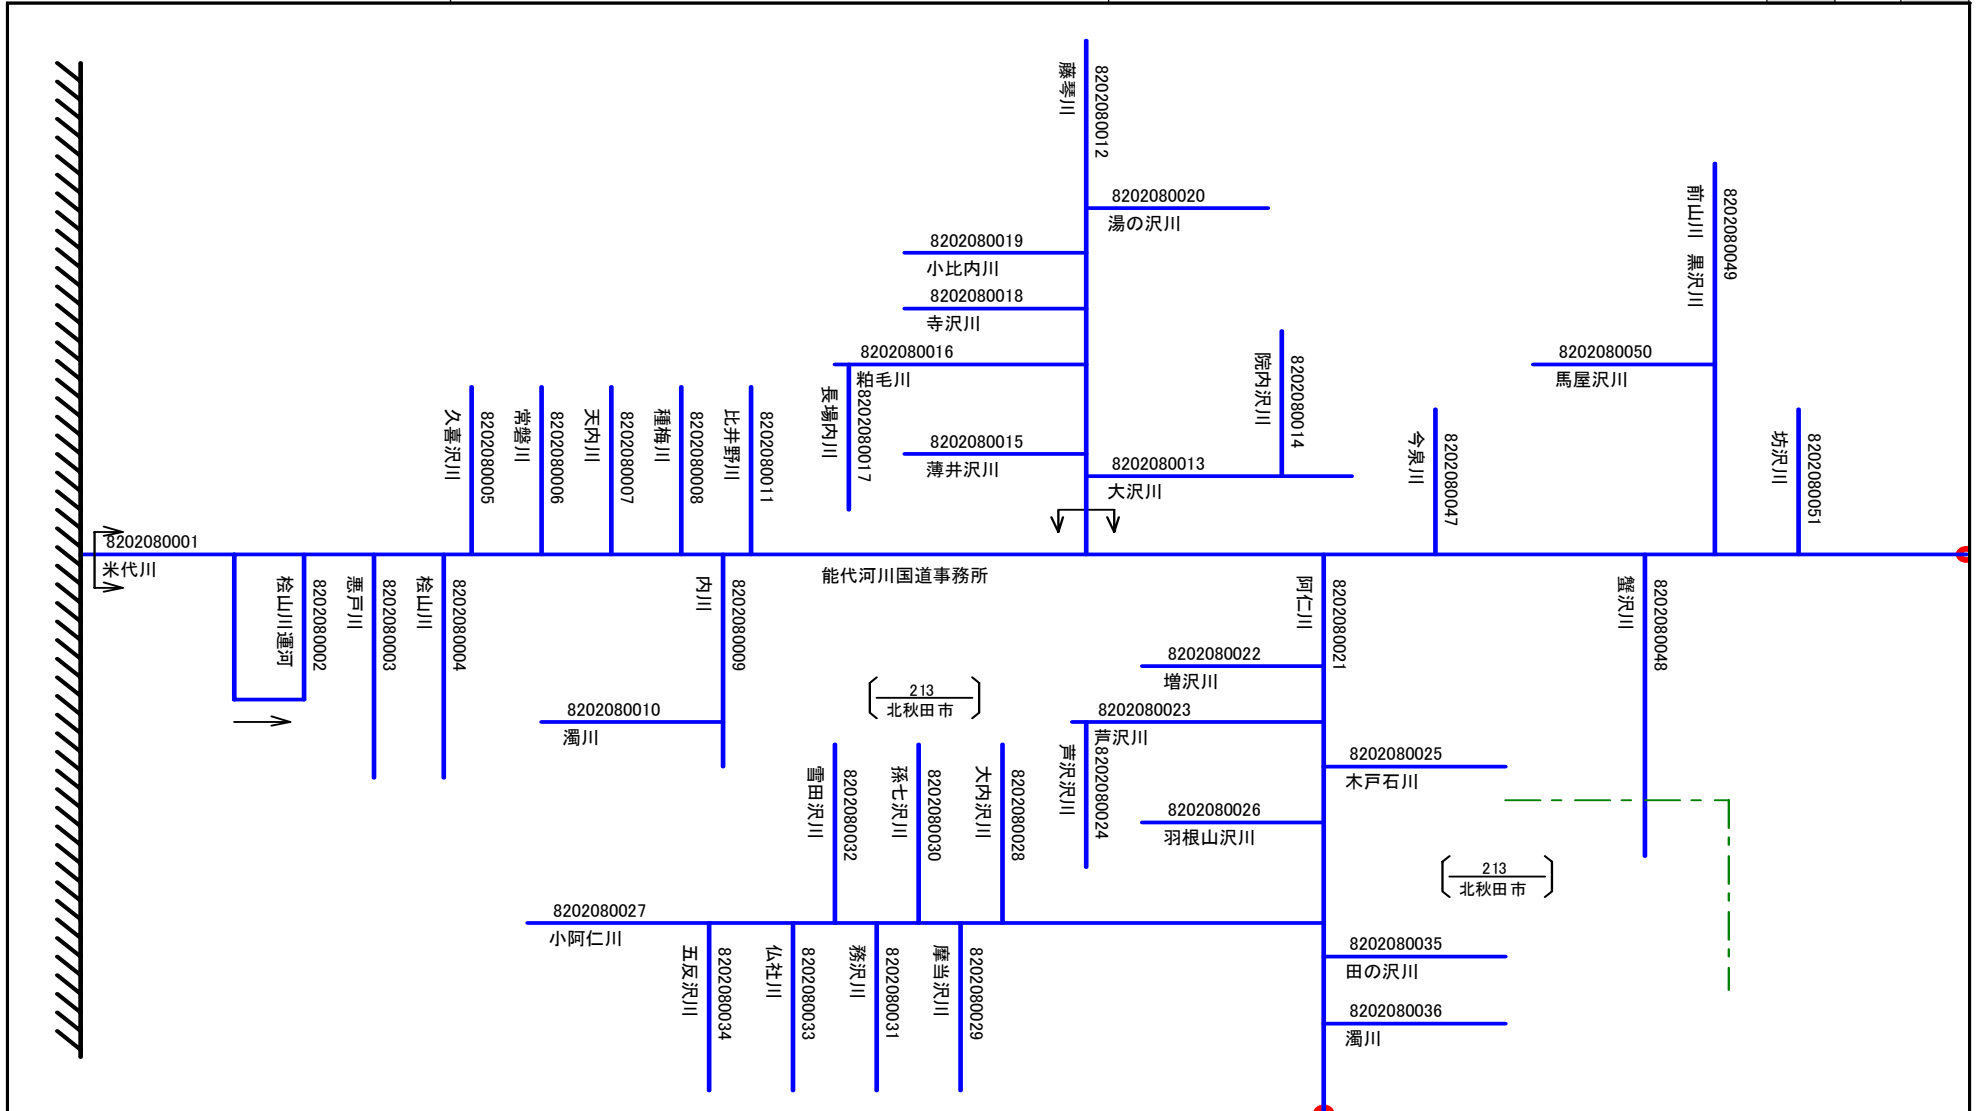 8202080012
藤琴川
8202080020
湯の沢川
8202080019
小比内川
8202080018
寺沢川
8202080016
粕毛川
8202080017
長場内川
8202080015
薄井沢川
8202080014
院内沢川
8202080013
大沢川
8202080049
前山川 黒沢川
8202080050
馬屋沢川
8202080051
坊沢川
8202080047
今泉川
8202080005
久喜沢川
8202080006
常磐川
8202080007
天内川
8202080008
種梅川
8202080011
比井野川
8202080001
米代川
能代河川国道事務所
8202080002
桧山川運河
8202080003
悪戸川
8202080004
桧山川
8202080009
内川
8202080010
濁川
213
北秋田市
8202080021
阿仁川
8202080022
増沢川
8202080023
芦沢川
8202080024
芦沢沢川
8202080025
木戸石川
8202080026
羽根山沢川
8202080048
蟹沢川
213
北秋田市
8202080032
雪田沢川
8202080030
孫七沢川
8202080028
大内沢川
8202080027
小阿仁川
8202080034
五反沢川
8202080033
仏社川
8202080031
務沢川
8202080029
摩当沢川
8202080035
田の沢川
8202080036
濁川